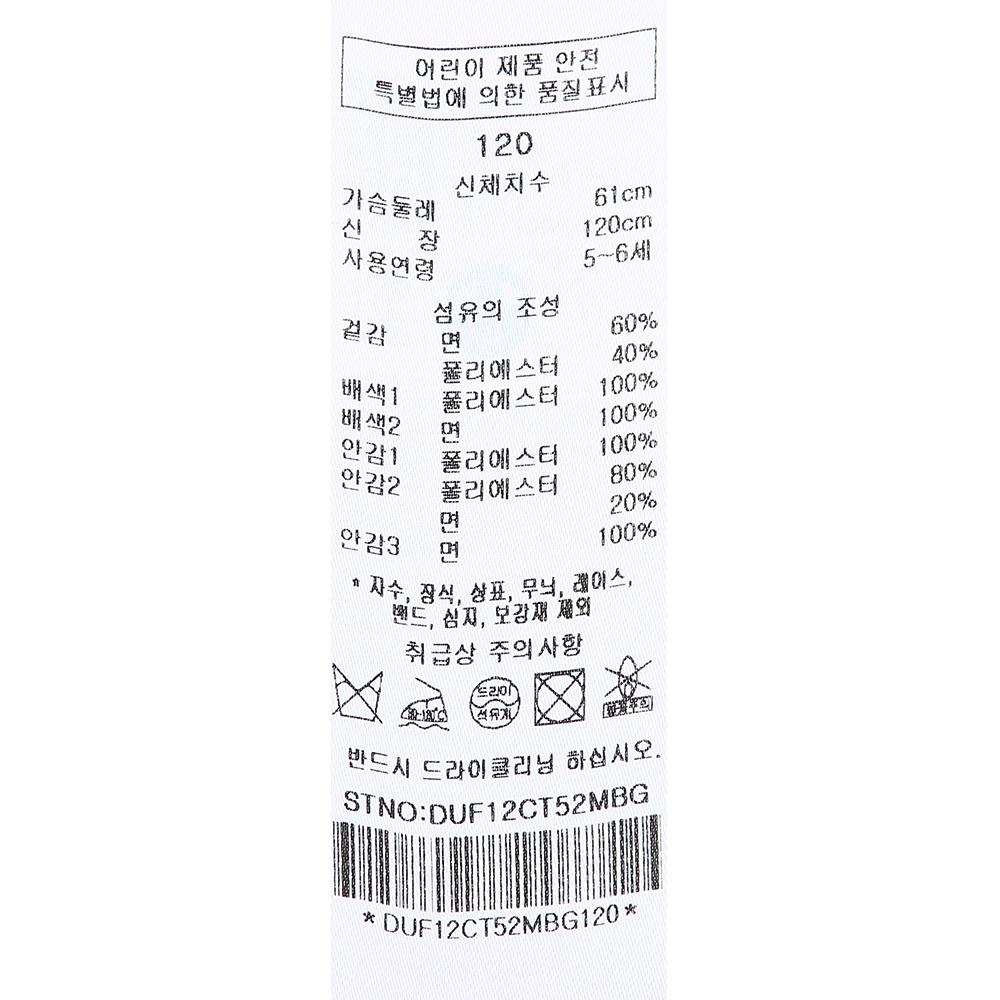 어린이 제품 안전
특별법에 의한 품질표시
120
신체치수
가슴둘레 61cm
신 장 120cm
사용연령 5~6세
섬유의 조성
겉감 면 60%
폴리에스터 40%
배색1 폴리에스터 100%
배색2 면 100%
안감1 폴리에스터 100%
안감2 폴리에스터 80%
면 20%
안감3 면 100%
* 자수, 장식, 상표, 무늬, 레이스,
밴드, 심지, 보강재 제외
취급상 주의사항
드라이
석유계
반드시 드라이클리닝 하십시오.
STNO:DUF12CT52MBG
*DUF12CT52MBG120*